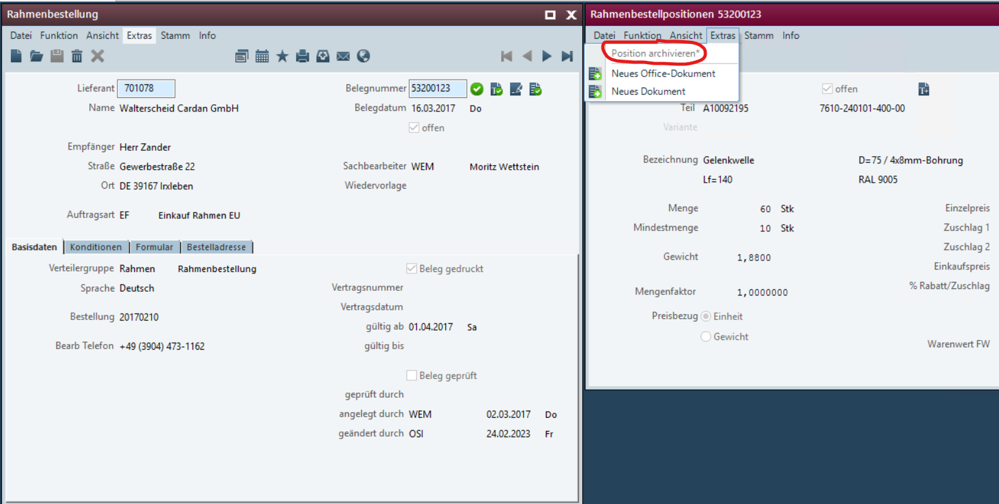 Rahmenbestellung
Datei Funktion Ansicht Extras Stamm Info
Lieferant 701078 Belegnummer 53200123
Name Walterscheid Cardan GmbH Belegdatum 16.03.2017 Do
offen
Empfänger Herr Zander
Straße Gewerbestraße 22 Sachbearbeiter WEM Moritz Wettstein
Ort DE 39167 Irxleben Wiedervorlage
Auftragsart EF Einkauf Rahmen EU
Basisdaten Konditionen Formular Bestelladresse
Verteilergruppe Rahmen Rahmenbestellung Beleg gedruckt
Sprache Deutsch Vertragsnummer
Vertragsdatum
Bestellung 20170210
gültig ab 01.04.2017 Sa
Bearb Telefon +49 (3904) 473-1162 gültig bis
Beleg geprüft
geprüft durch
angelegt durch WEM 02.03.2017 Do
geändert durch OSI 24.02.2023 Fr
Rahmenbestellpositionen 53200123
Datei Funktion Ansicht Extras Stamm Info
Position archivieren*
Neues Office-Dokument
Neues Dokument offen
Teil A10092195 7610-240101-400-00
Variante
Bezeichnung Gelenkwelle D=75 / 4x8mm-Bohrung
Lf=140 RAL 9005
Menge 60 Stk Einzelpreis
Mindestmenge 10 Stk Zuschlag 1
Zuschlag 2
Gewicht 1,8800
Einkaufspreis
Mengenfaktor 1,0000000 % Rabatt/Zuschlag
Preisbezug Einheit
Gewicht
Warenwert FW